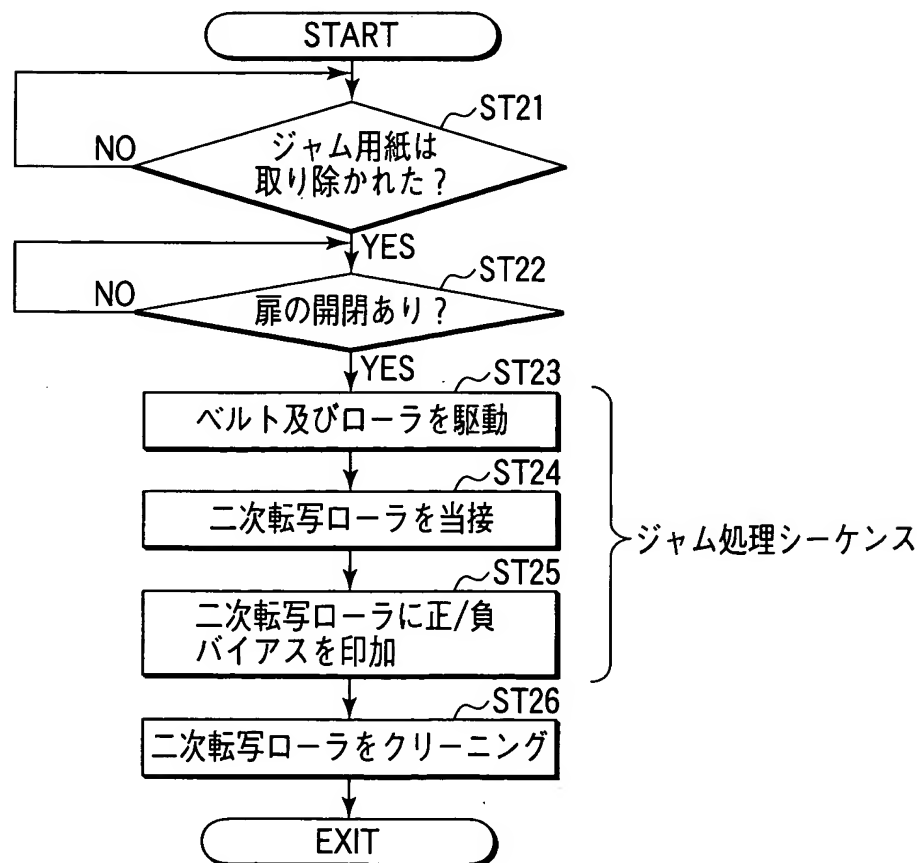 START
ST21
NO
ジャム用紙は
取り除かれた?
YES
ST22
NO
扉の開閉あり?
YES
ST23
ベルト及びローラを駆動
ST24
二次転写ローラを当接
ジャム処理シーケンス
ST25
二次転写ローラに正/負
バイアスを印加
ST26
二次転写ローラをクリーニング
EXIT